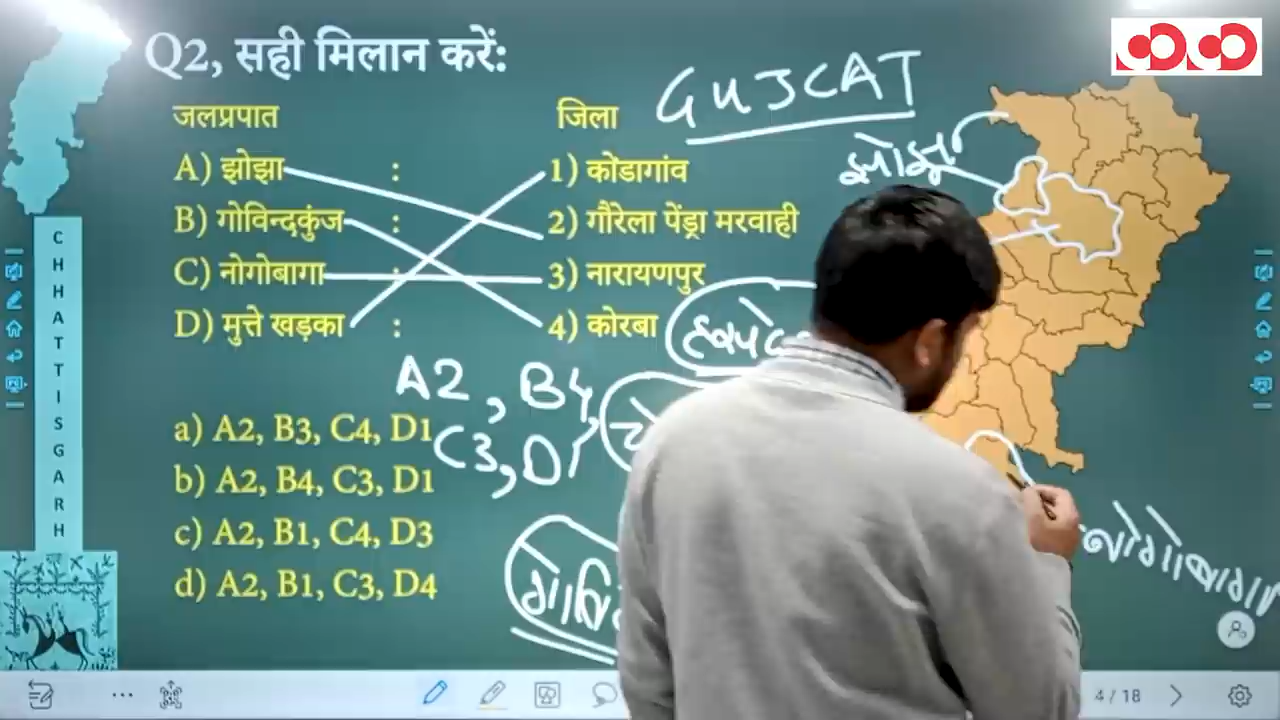 Q2, सही मिलान करें:
GUJCAT
जलप्रपात
जिला
A) झोझा : 1) कोंडागांव
झोझा
B) गोविन्दकुंज : 2) गौरेला पेंड्रा मरवाही
C) नोगोबागा : 3) नारायणपुर
D) मुत्ते खड़का : 4) कोरबा
A2, B4,
C3, D1
a) A2, B3, C4, D1
b) A2, B4, C3, D1
c) A2, B1, C4, D3
d) A2, B1, C3, D4
नोगोबागा
CHHATTISGARH
4 / 18